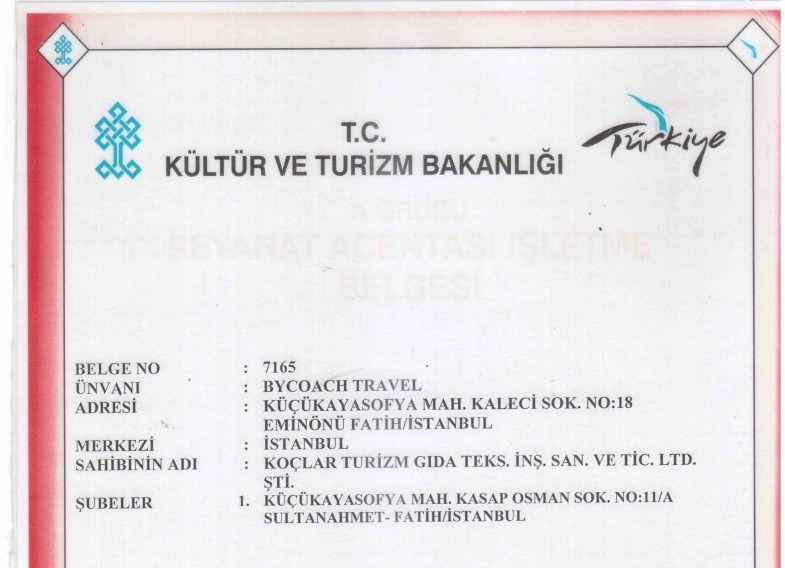 T.C.
KÜLTÜR VE TURİZM BAKANLIĞI
Türkiye
A GRUBU
SEYAHAT ACENTASI İŞLETME
BELGESİ
BELGE NO : 7165
ÜNVANI : BYCOACH TRAVEL
ADRESİ : KÜÇÜKAYASOFYA MAH. KALECİ SOK. NO:18
EMİNÖNÜ FATİH/İSTANBUL
MERKEZİ : İSTANBUL
SAHİBİNİN ADI : KOÇLAR TURİZM GIDA TEKS. İNŞ. SAN. VE TİC. LTD.
ŞTİ.
ŞUBELER 1. KÜÇÜKAYASOFYA MAH. KASAP OSMAN SOK. NO:11/A
SULTANAHMET- FATİH/İSTANBUL